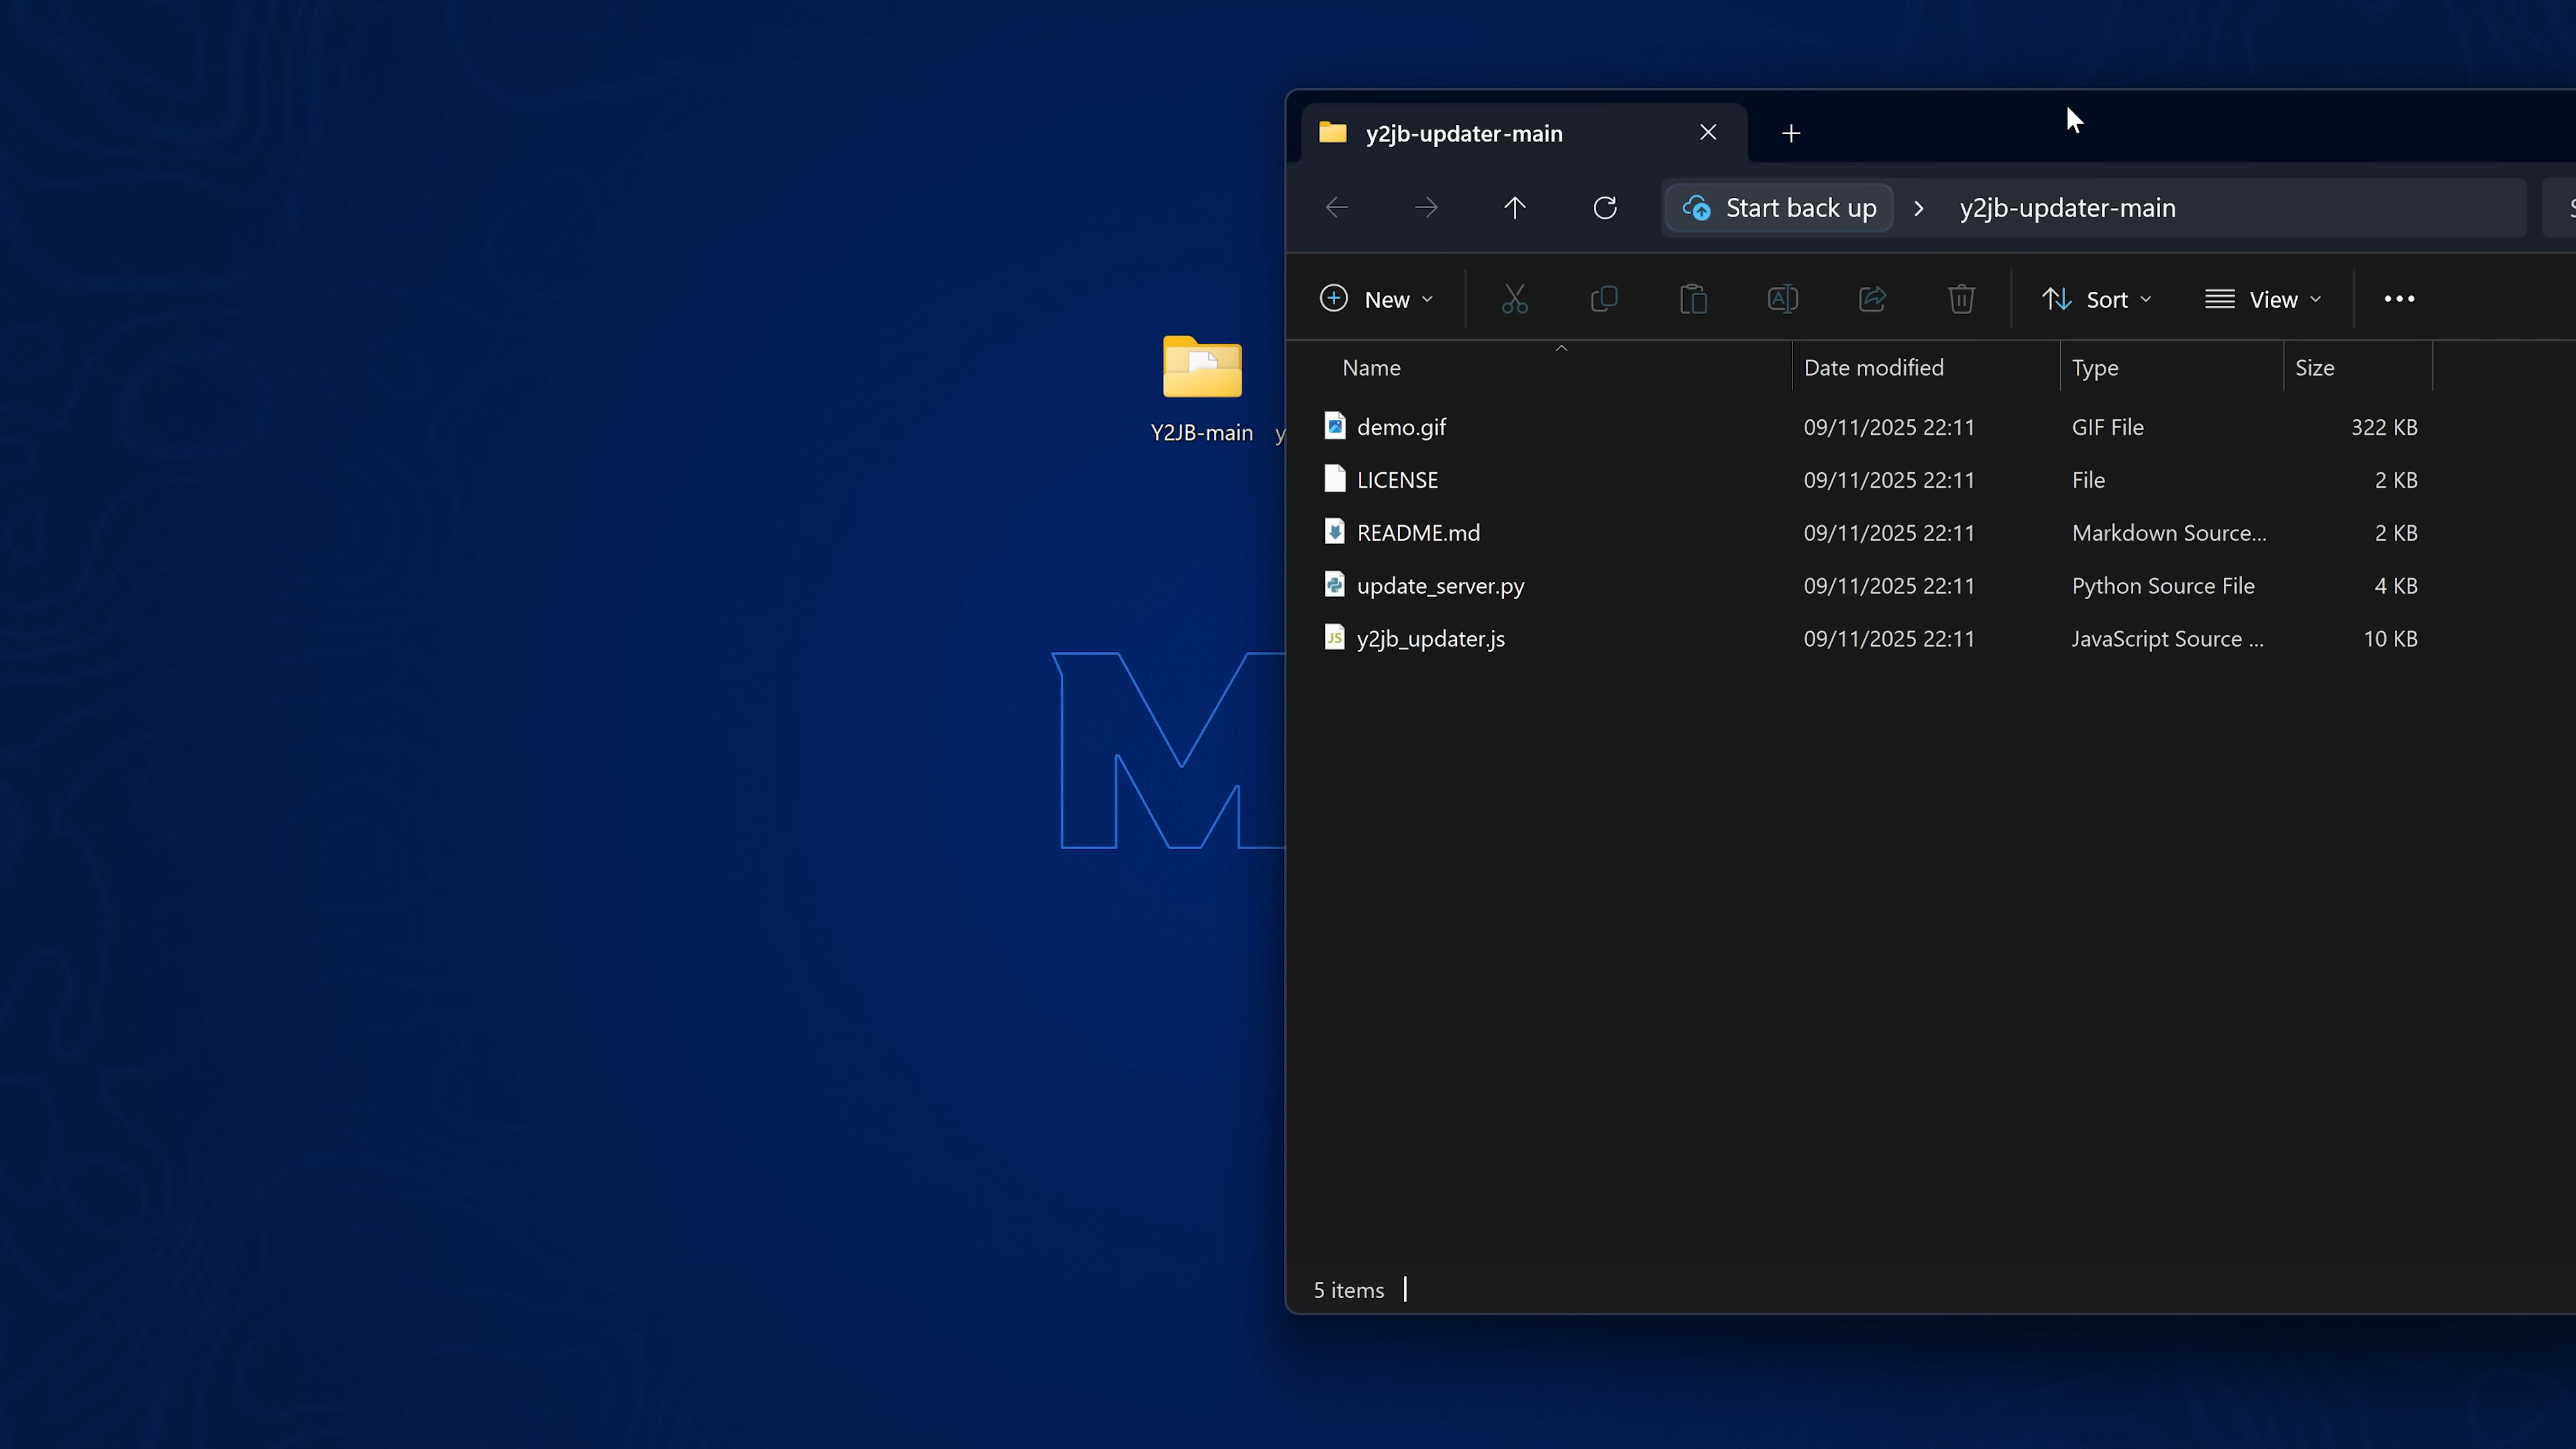 y2jb-updater-main
Start back up
y2jb-updater-main
New
Sort
View
Name
Date modified
Type
Size
demo.gif 09/11/2025 22:11 GIF File 322 KB
LICENSE 09/11/2025 22:11 File 2 KB
README.md 09/11/2025 22:11 Markdown Source... 2 KB
update_server.py 09/11/2025 22:11 Python Source File 4 KB
y2jb_updater.js 09/11/2025 22:11 JavaScript Source ... 10 KB
5 items
Y2JB-main
M